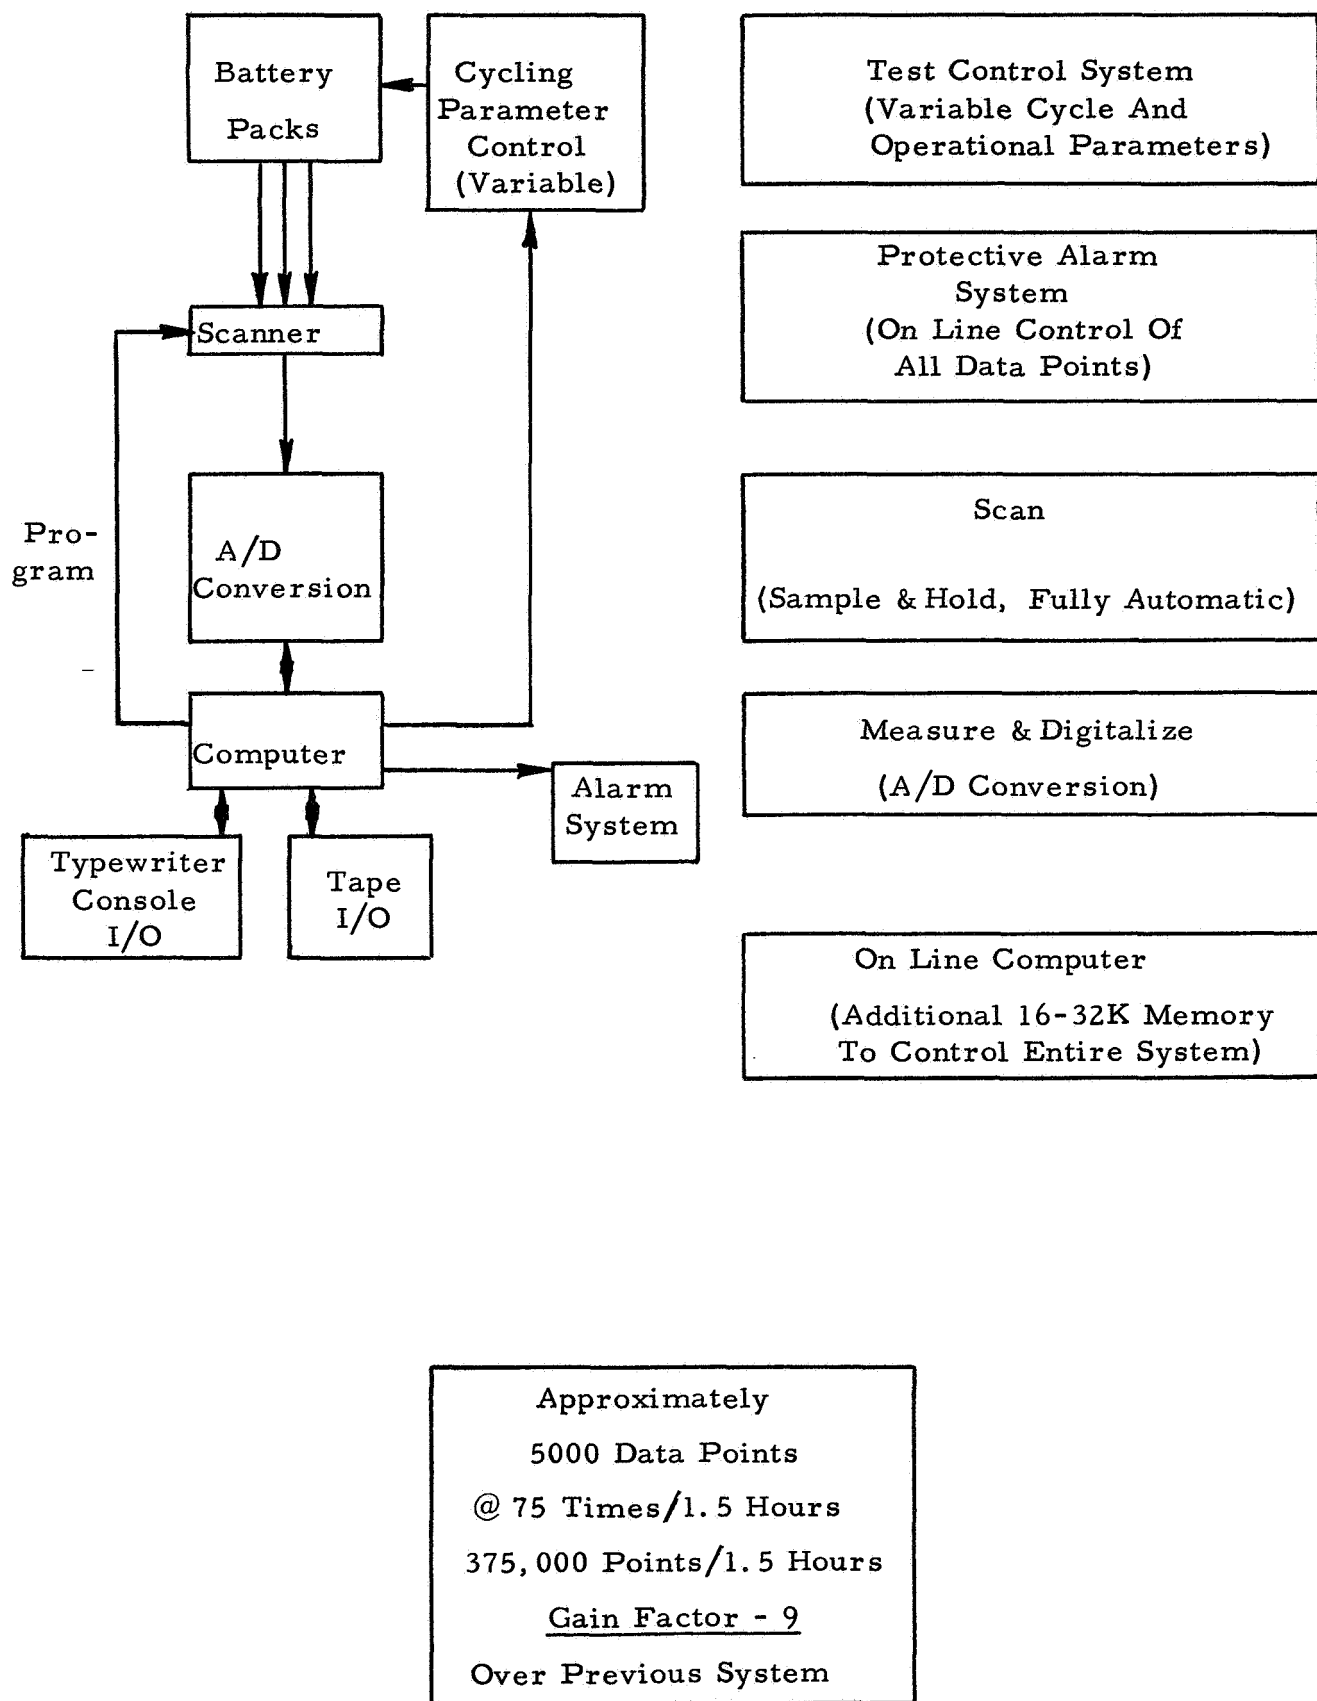 Battery
Packs
Cycling
Parameter
Control
(Variable)
Scanner
Pro-
gram
A/D
Conversion
Computer
Alarm
System
Typewriter
Console
I/O
Tape
I/O
Test Control System
(Variable Cycle And
Operational Parameters)
Protective Alarm
System
(On Line Control Of
All Data Points)
Scan
(Sample & Hold, Fully Automatic)
Measure & Digitalize
(A/D Conversion)
On Line Computer
(Additional 16-32K Memory
To Control Entire System)
Approximately
5000 Data Points
@ 75 Times/1.5 Hours
375,000 Points/1.5 Hours
Gain Factor - 9
Over Previous System